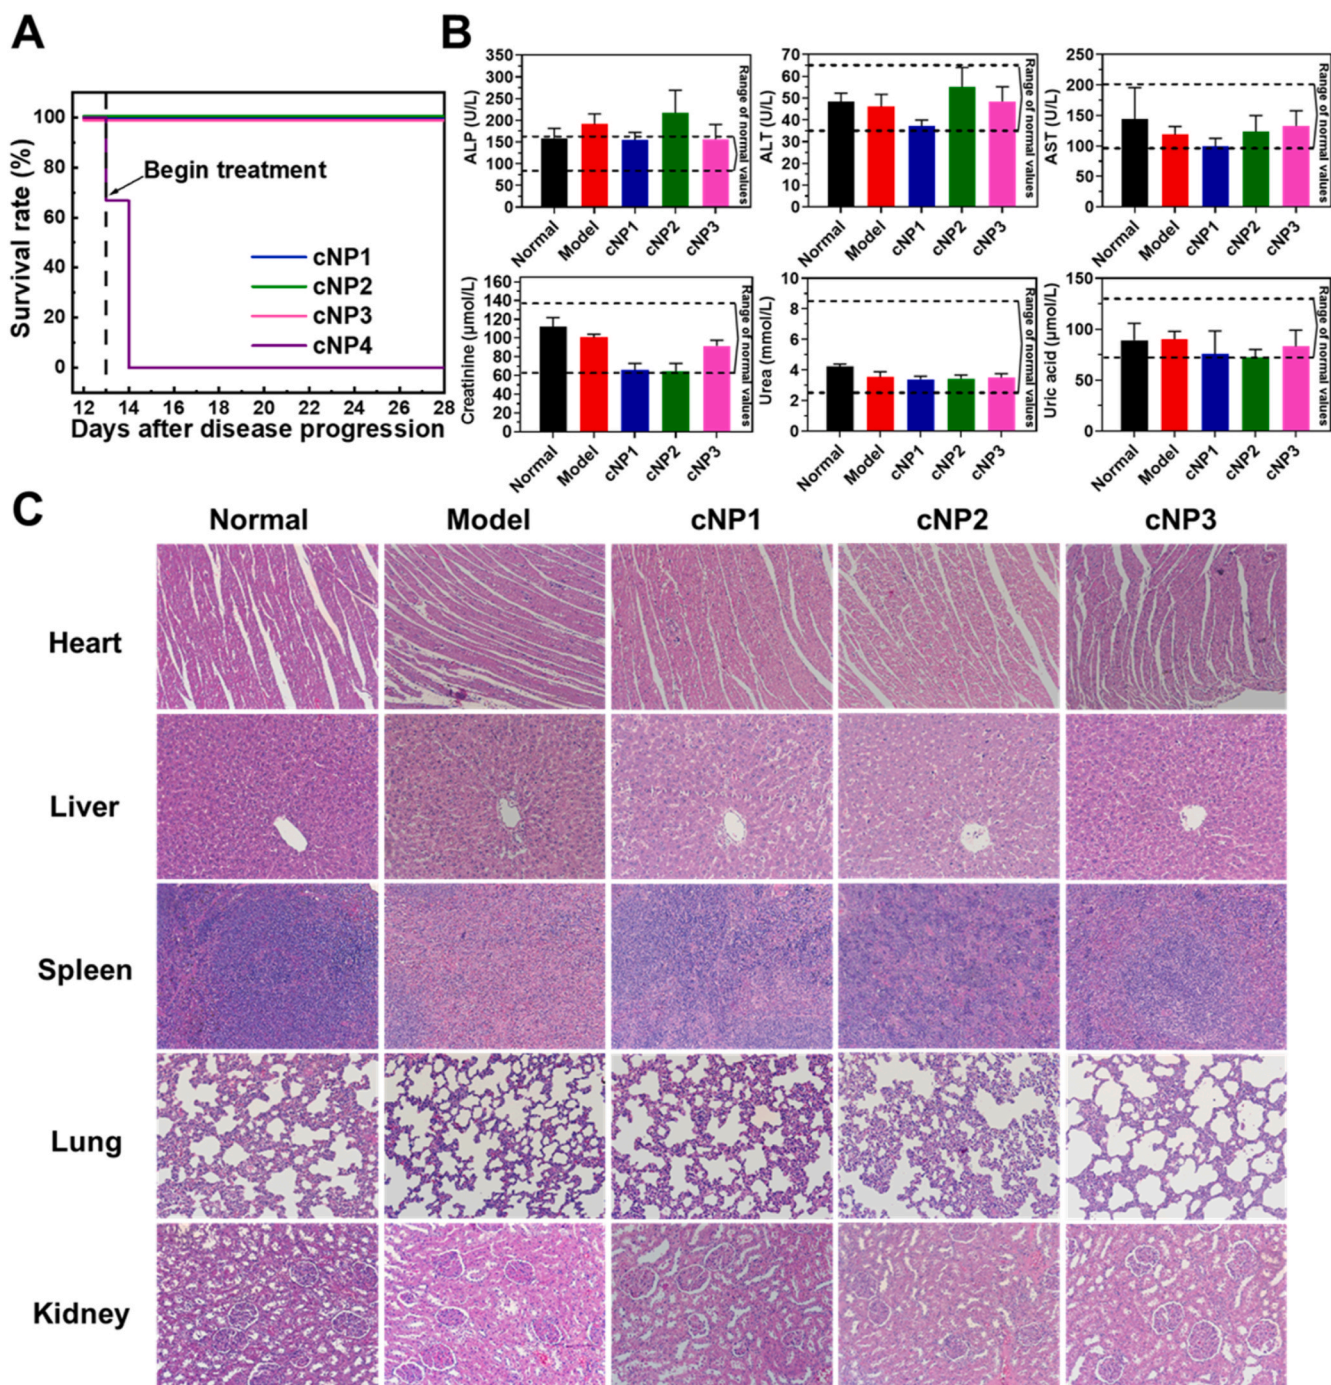 A
Survival rate (%)
100
80
60
40
20
0
Begin treatment
cNP1
cNP2
cNP3
cNP4
12 14 16 18 20 22 24 26 28
Days after disease progression
B
ALP (U/L)
350
300
250
200
150
100
50
0
Range of normal values
Normal Model cNP1 cNP2 cNP3
ALT (U/L)
70
60
50
40
30
20
10
0
Range of normal values
Normal Model cNP1 cNP2 cNP3
AST (U/L)
250
200
150
100
50
0
Range of normal values
Normal Model cNP1 cNP2 cNP3
Creatinine (μmol/L)
160
140
120
100
80
60
40
20
0
Range of normal values
Normal Model cNP1 cNP2 cNP3
Urea (mmol/L)
10
8
6
4
2
0
Range of normal values
Normal Model cNP1 cNP2 cNP3
Uric acid (μmol/L)
150
100
50
0
Range of normal values
Normal Model cNP1 cNP2 cNP3
C
Normal Model cNP1 cNP2 cNP3
Heart
Liver
Spleen
Lung
Kidney